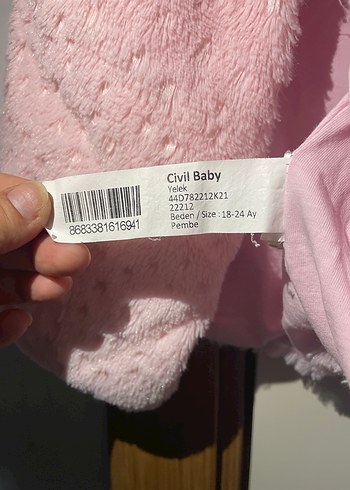 Civil Baby
Yelek
44D782212K21
22212
Beden / Size : 18-24 Ay
Pembe
8683381616941